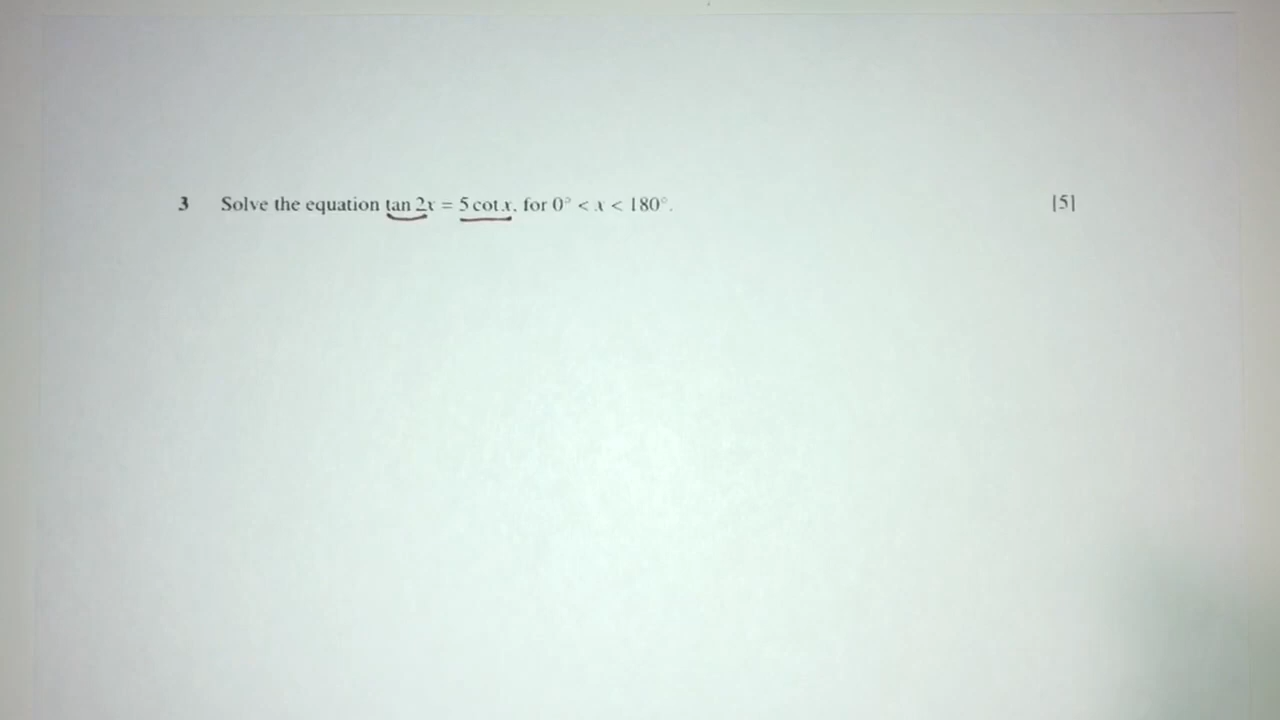 3 Solve the equation tan 2x = 5 cot x, for 0° < x < 180°. [5]